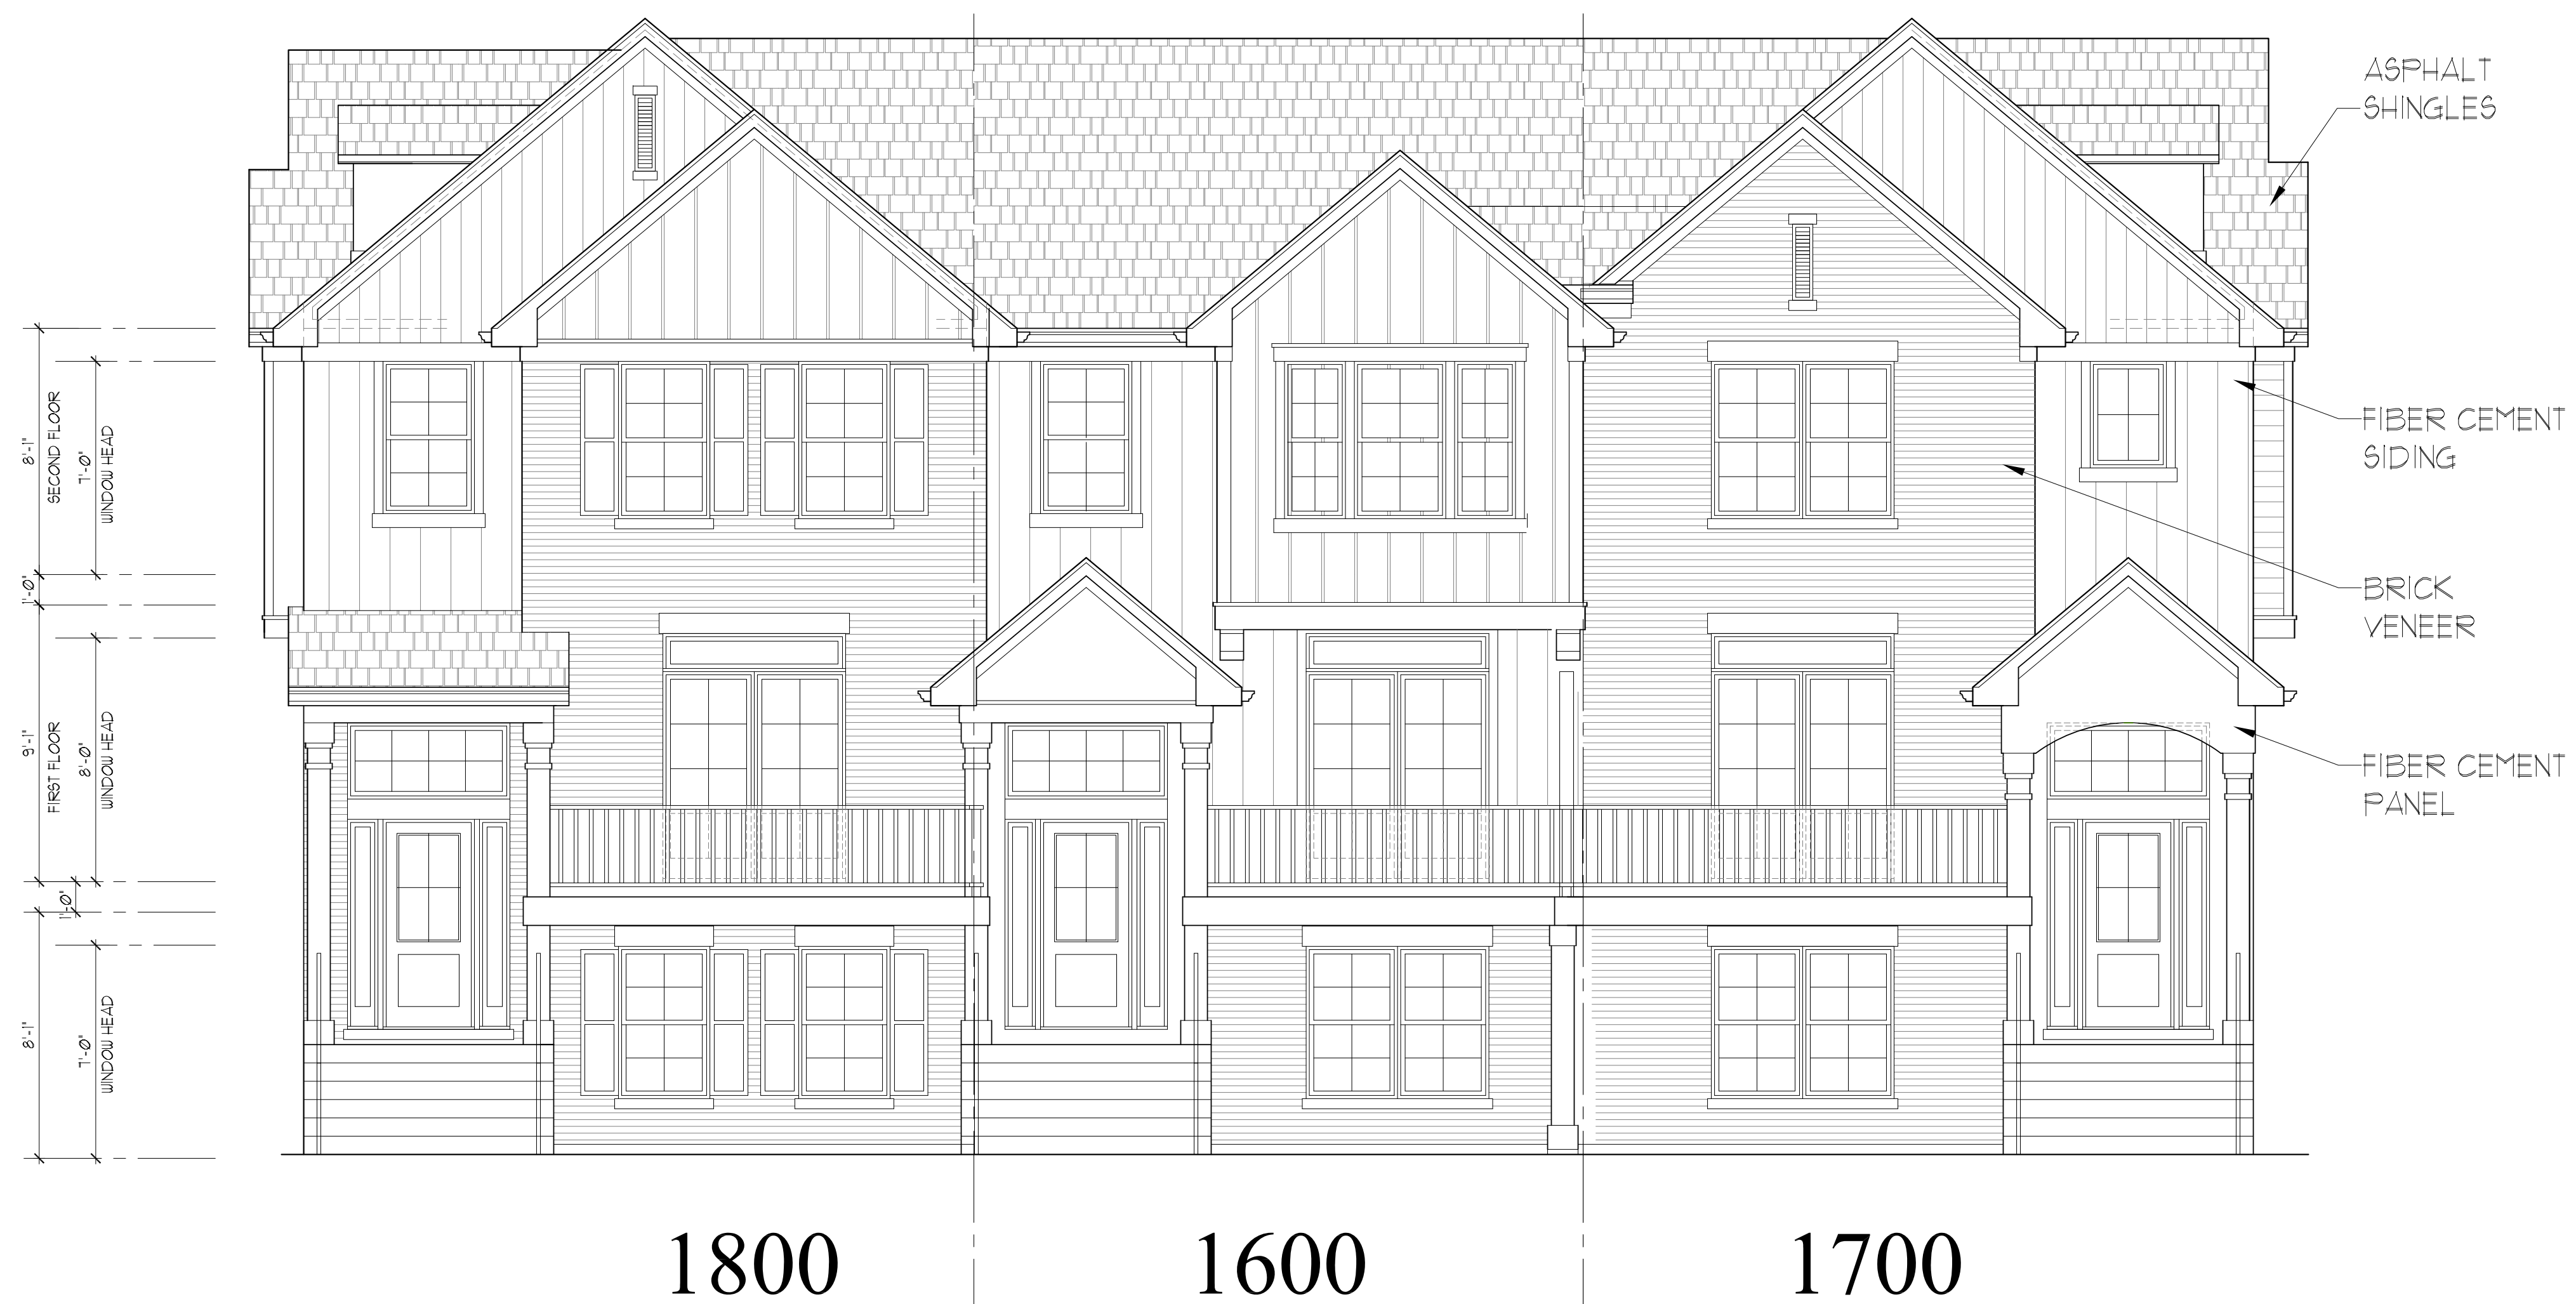 ASPHALT
SHINGLES
FIBER CEMENT
SIDING
BRICK
VENEER
FIBER CEMENT
PANEL
8'-1"
SECOND FLOOR
7'-0"
WINDOW HEAD
1'-0"
9'-1"
FIRST FLOOR
8'-0"
WINDOW HEAD
1'-0"
8'-1"
7'-0"
WINDOW HEAD
1800
1600
1700